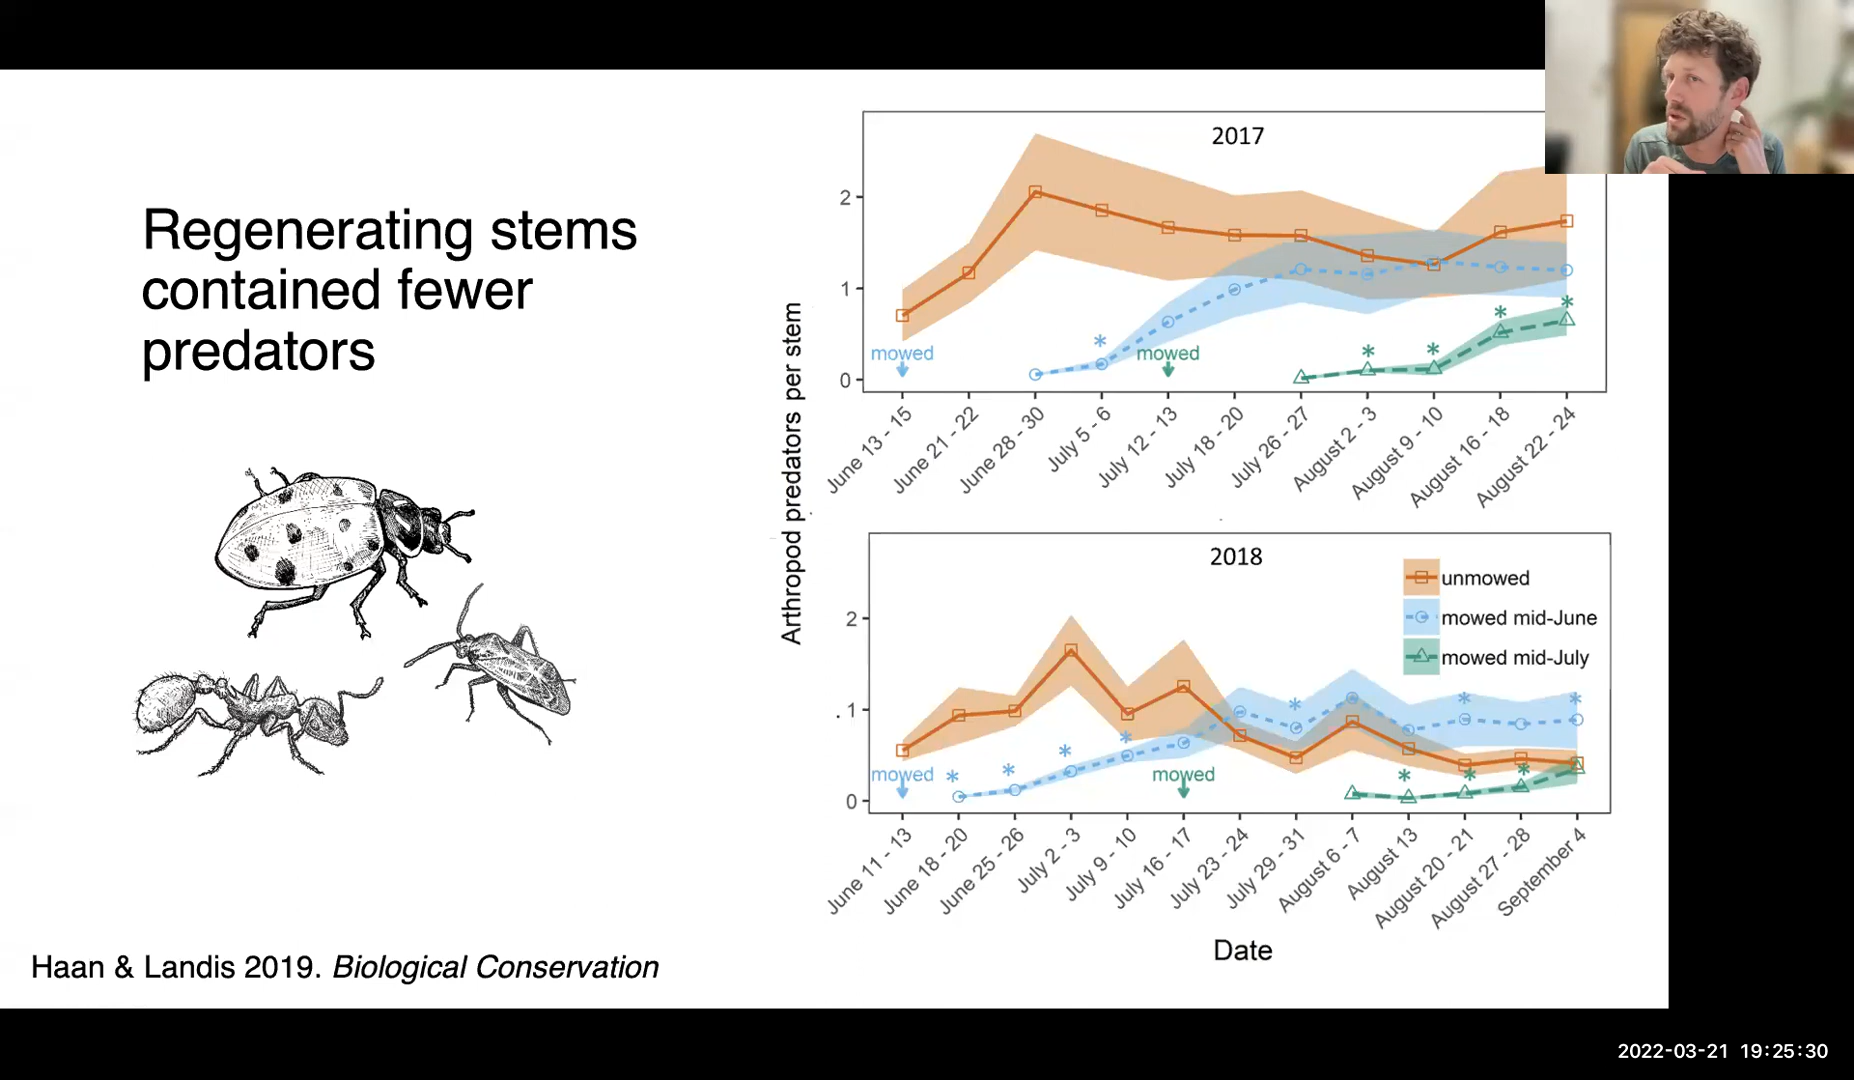 Regenerating stems
contained fewer
predators
Haan & Landis 2019. Biological Conservation
Arthropod predators per stem
2017
2
1
0
mowed
*
mowed
*
*
*
*
June 13 - 15
June 21 - 22
June 28 - 30
July 5 - 6
July 12 - 13
July 18 - 20
July 26 - 27
August 2 - 3
August 9 - 10
August 16 - 18
August 22 - 24
2018
unmowed
mowed mid-June
mowed mid-July
2
1
0
mowed
*
*
*
*
mowed
*
*
*
*
*
*
June 11 - 13
June 18 - 20
June 25 - 26
July 2 - 3
July 9 - 10
July 16 - 17
July 23 - 24
July 29 - 31
August 6 - 7
August 13
August 20 - 21
August 27 - 28
September 4
Date
2022-03-21 19:25:30